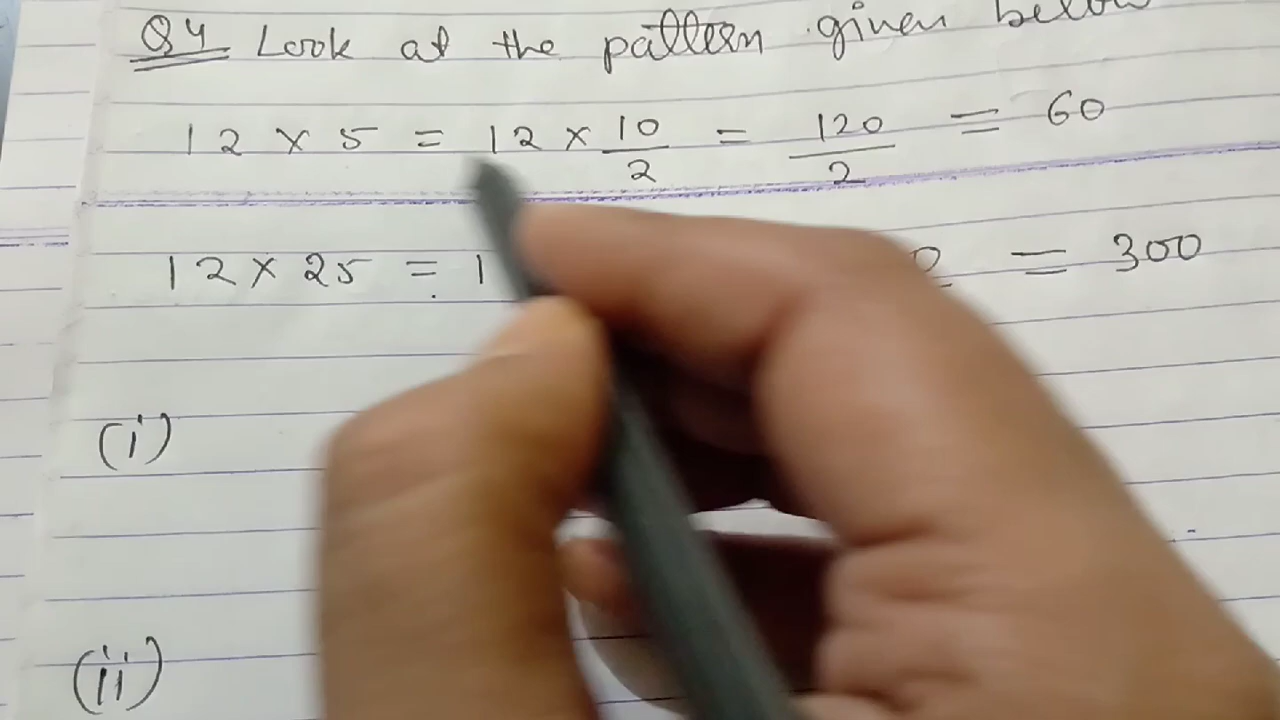 Q4 Look at the pattern given below
12 × 5 = 12 × 10/2 = 120/2 = 60
12 × 25 = 1 = 300
(i)
(ii)